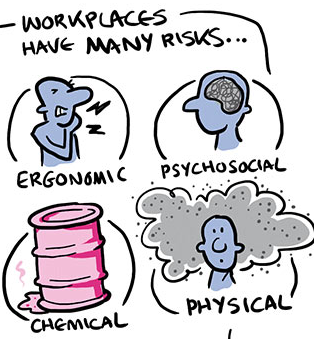 WORKPLACES
HAVE MANY RISKS...
ERGONOMIC
PSYCHOSOCIAL
CHEMICAL
PHYSICAL